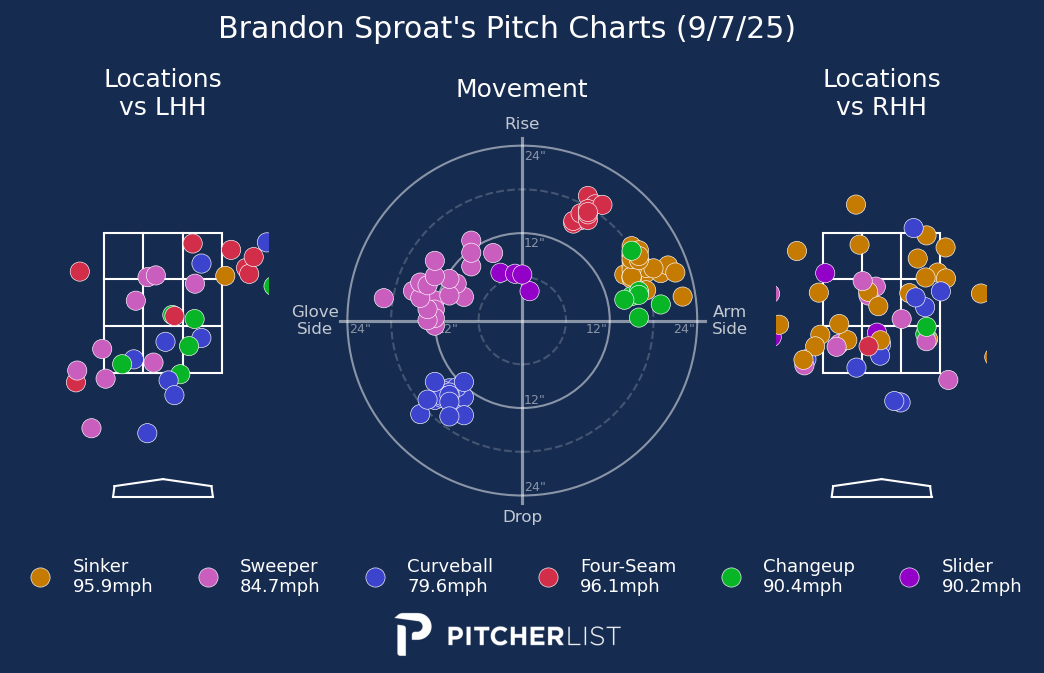 Brandon Sproat's Pitch Charts (9/7/25)
Locations
vs LHH
Movement
Locations
vs RHH
Rise
24"
12"
Glove
Side
24"
12"
12"
24"
Arm
Side
12"
24"
Drop
Sinker
95.9mph
Sweeper
84.7mph
Curveball
79.6mph
Four-Seam
96.1mph
Changeup
90.4mph
Slider
90.2mph
PITCHERLIST